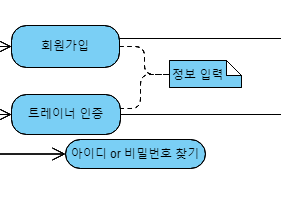 회원가입
정보 입력
트레이너 인증
아이디 or 비밀번호 찾기